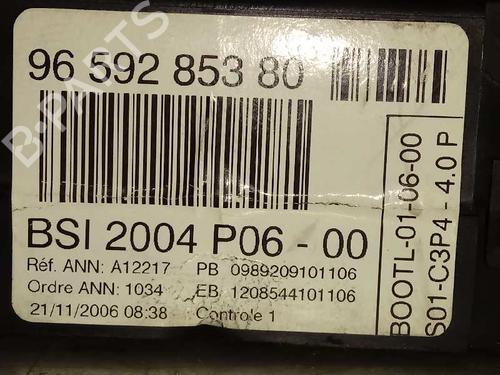 96 592 853 80
BSI 2004 P06 - 00
Réf. ANN: A12217 PB 0989209101106
Ordre ANN: 1034 EB 1208544101106
21/11/2006 08:38 Controle 1
BOOTL-01-06-00
S01-C3P4 - 4.0 P
B-PARTS